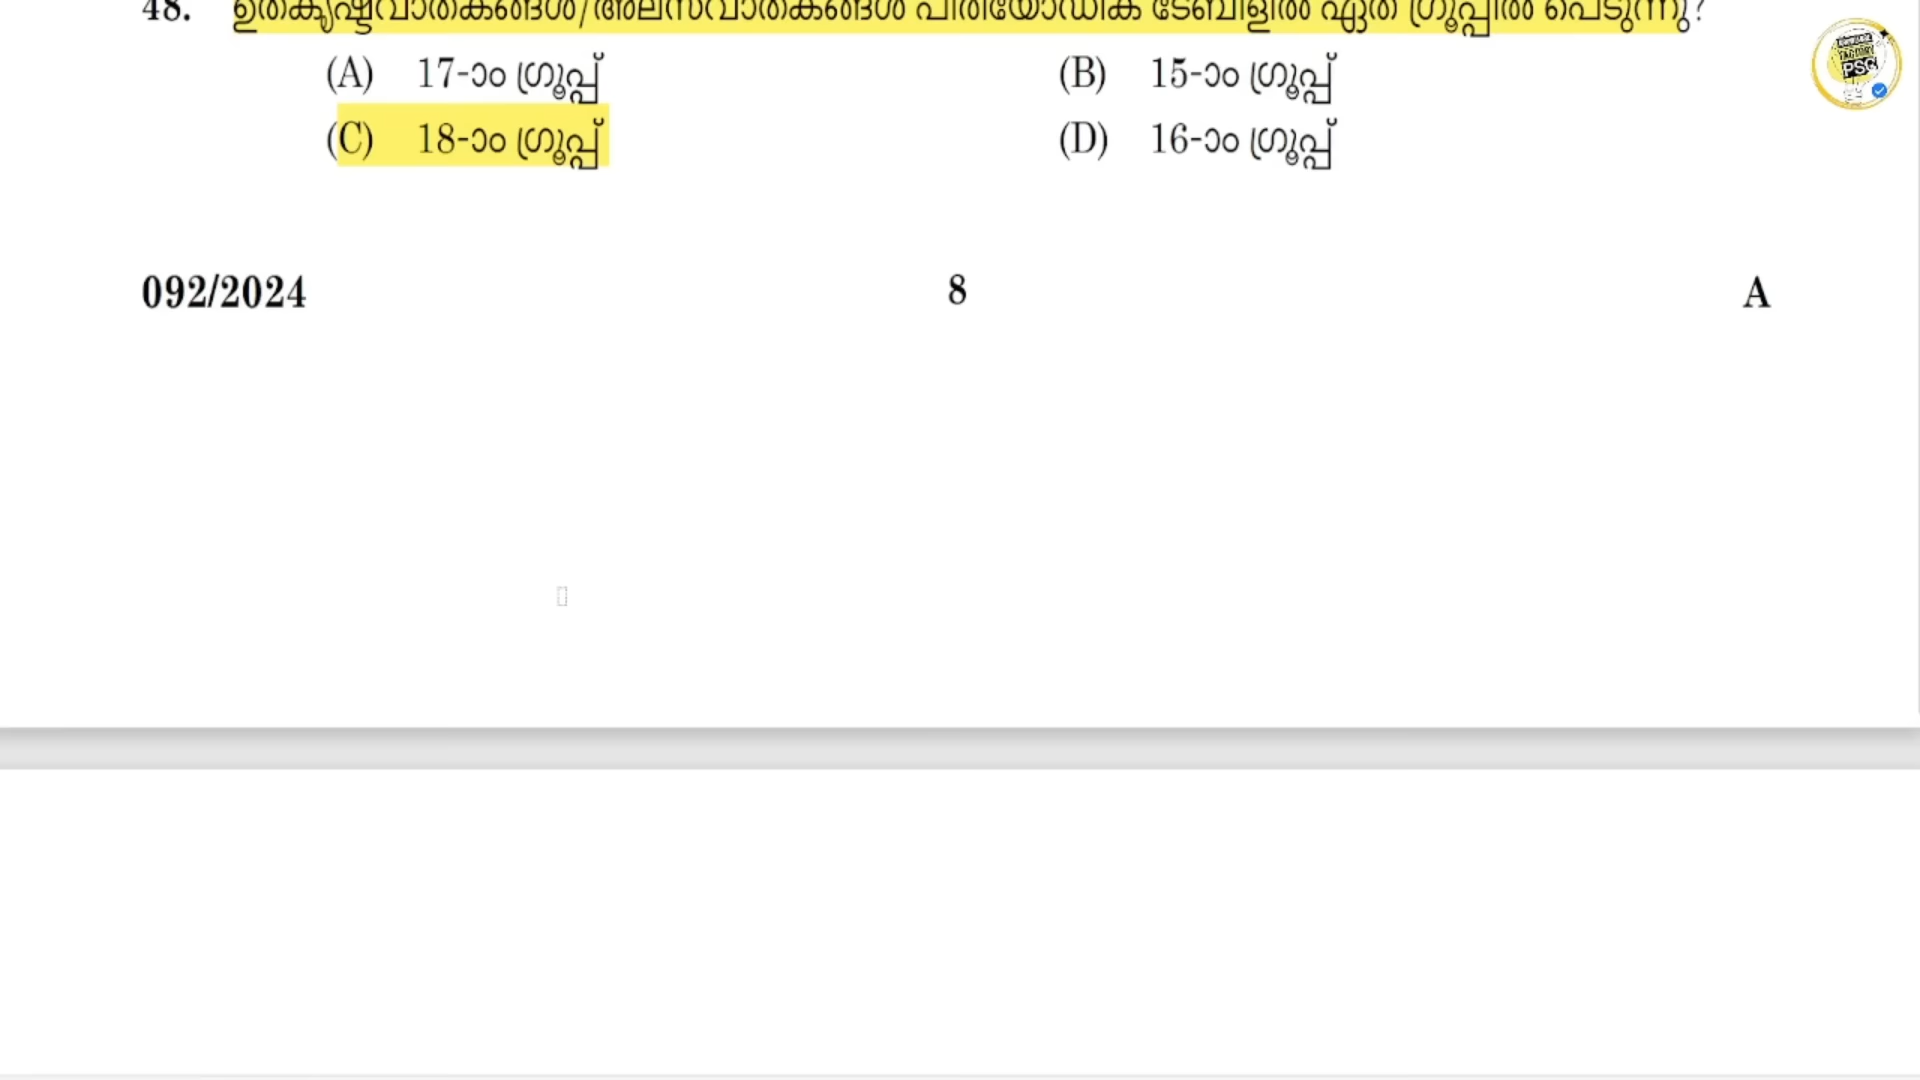 48. ഉത്കൃഷ്ടവാതകങ്ങൾ/അലസവാതകങ്ങൾ പിരിയോഡിക് ടേബിളിൽ ഏത് ഗ്രൂപ്പിൽ പെടുന്നു?
(A) 17-ാം ഗ്രൂപ്പ് (B) 15-ാം ഗ്രൂപ്പ്
(C) 18-ാം ഗ്രൂപ്പ് (D) 16-ാം ഗ്രൂപ്പ്
PSC
092/2024 8 A